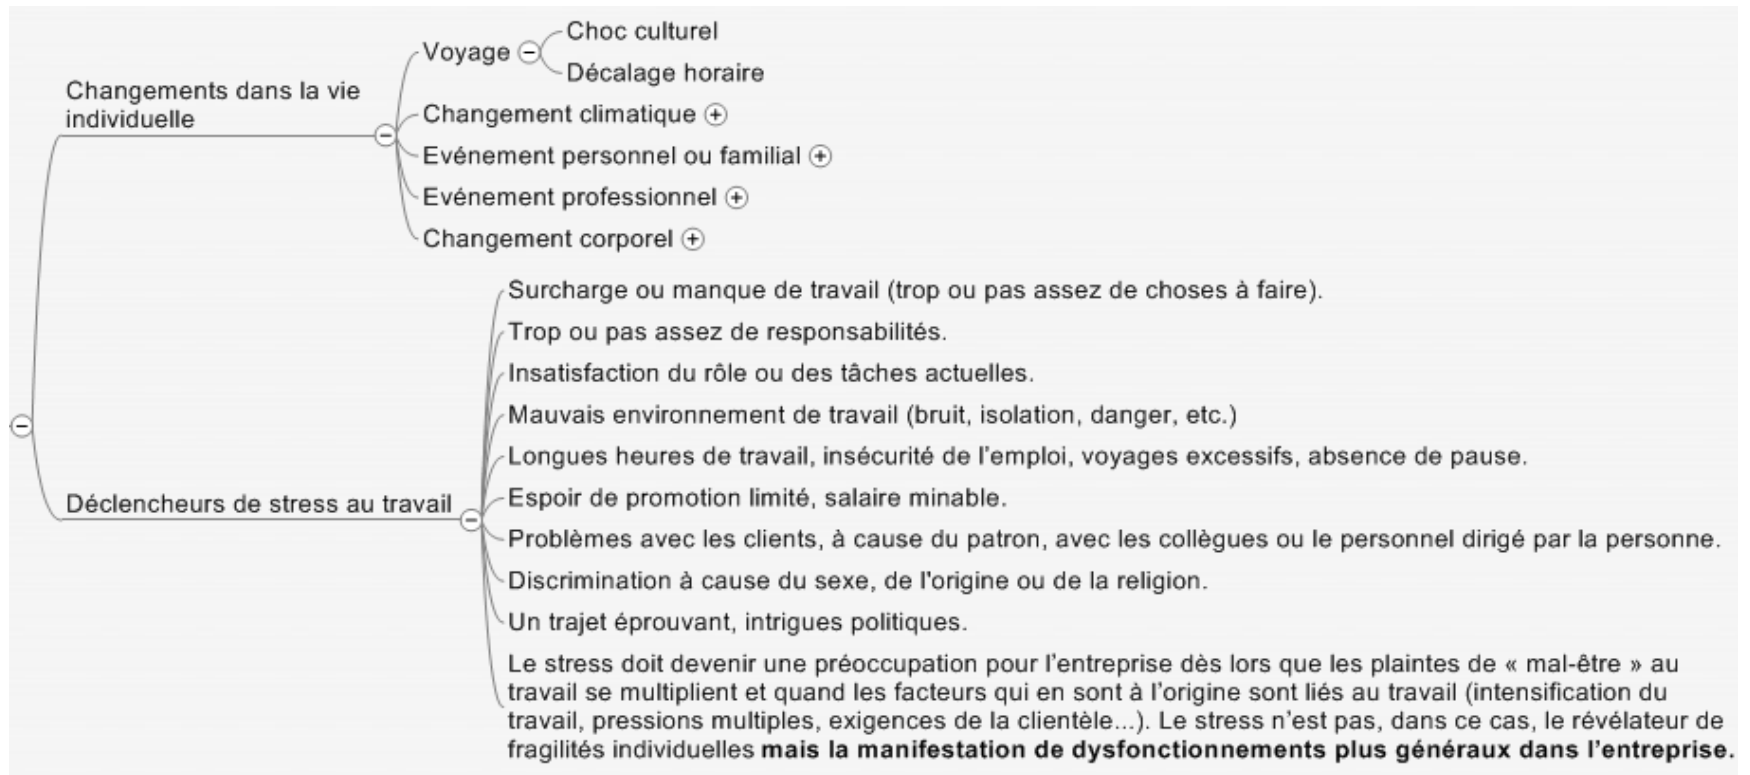 Changements dans la vie
individuelle
Voyage
Choc culturel
Décalage horaire
Changement climatique
Evénement personnel ou familial
Evénement professionnel
Changement corporel
Déclencheurs de stress au travail
Surcharge ou manque de travail (trop ou pas assez de choses à faire).
Trop ou pas assez de responsabilités.
Insatisfaction du rôle ou des tâches actuelles.
Mauvais environnement de travail (bruit, isolation, danger, etc.)
Longues heures de travail, insécurité de l'emploi, voyages excessifs, absence de pause.
Espoir de promotion limité, salaire minable.
Problèmes avec les clients, à cause du patron, avec les collègues ou le personnel dirigé par la personne.
Discrimination à cause du sexe, de l'origine ou de la religion.
Un trajet éprouvant, intrigues politiques.
Le stress doit devenir une préoccupation pour l’entreprise dès lors que les plaintes de « mal-être » au
travail se multiplient et quand les facteurs qui en sont à l’origine sont liés au travail (intensification du
travail, pressions multiples, exigences de la clientèle...). Le stress n’est pas, dans ce cas, le révélateur de
fragilités individuelles mais la manifestation de dysfonctionnements plus généraux dans l’entreprise.